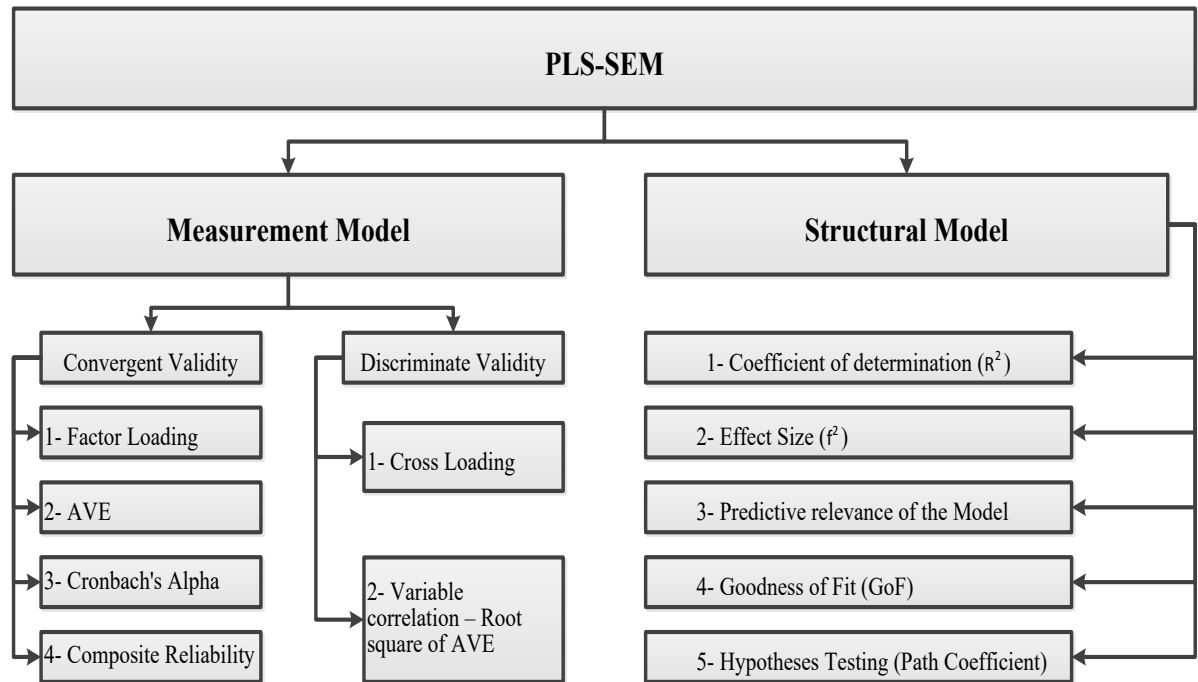 PLS-SEM
Measurement Model
Structural Model
Convergent Validity
1- Factor Loading
2- AVE
3- Cronbach's Alpha
4- Composite Reliability
Discriminate Validity
1- Cross Loading
2- Variable
correlation – Root
square of AVE
1- Coefficient of determination (R²)
2- Effect Size (f²)
3- Predictive relevance of the Model
4- Goodness of Fit (GoF)
5- Hypotheses Testing (Path Coefficient)